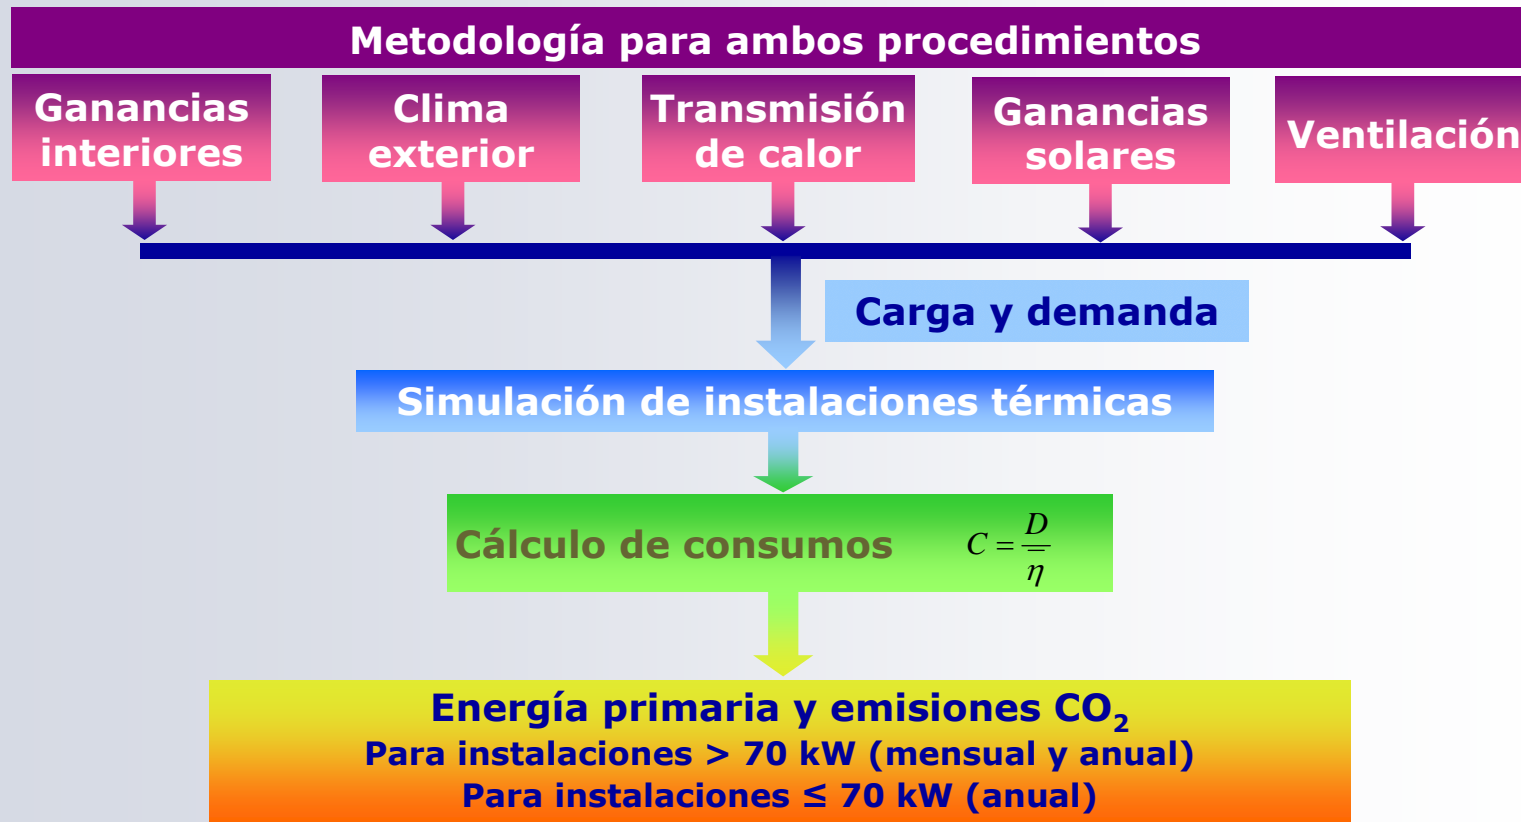 Metodología para ambos procedimientos
Ganancias
interiores
Clima
exterior
Transmisión
de calor
Ganancias
solares
Ventilación
Carga y demanda
Simulación de instalaciones térmicas
Cálculo de consumos C = D / η̄
Energía primaria y emisiones CO₂
Para instalaciones > 70 kW (mensual y anual)
Para instalaciones ≤ 70 kW (anual)